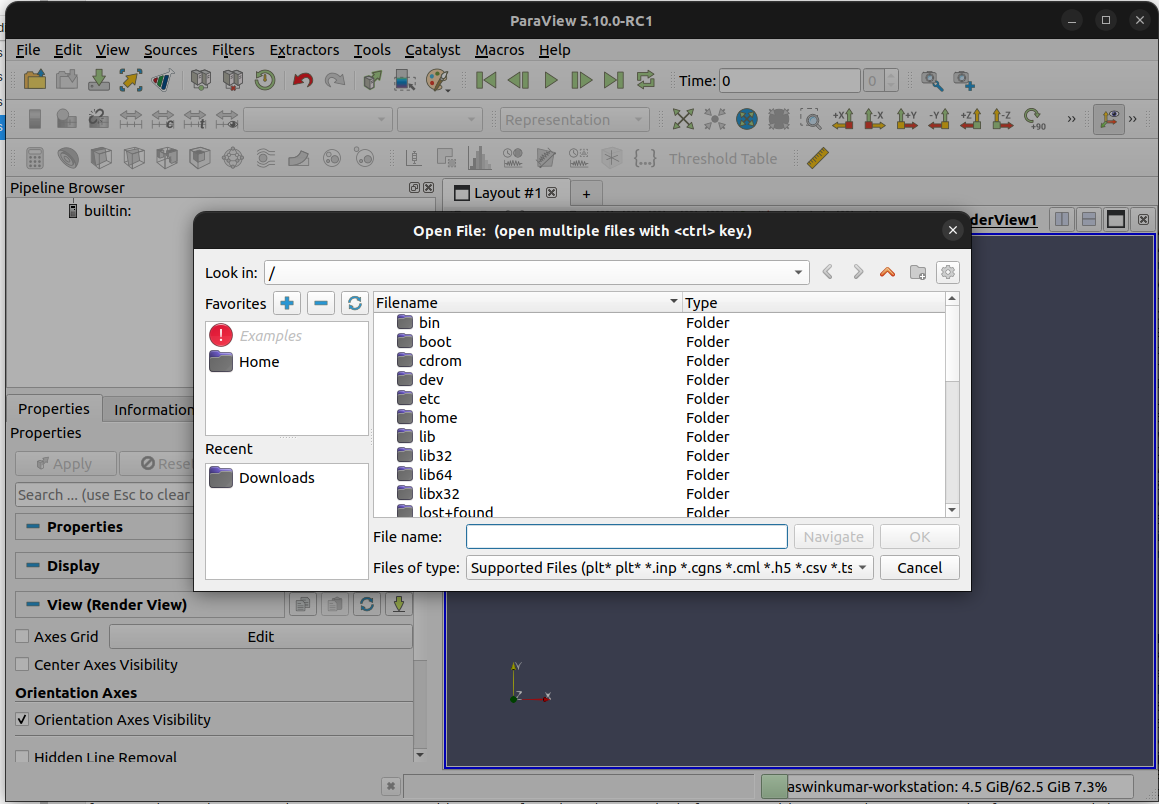 ParaView 5.10.0-RC1
File Edit View Sources Filters Extractors Tools Catalyst Macros Help
Time: 0 0
Representation +X -X +Y -Y +Z -Z +90 »
Threshold Table
Pipeline Browser
builtin:
Layout #1 +
derView1
Open File: (open multiple files with <ctrl> key.)
Look in: /
Favorites
Filename Type
Examples
Home
bin Folder
boot Folder
cdrom Folder
dev Folder
etc Folder
home Folder
lib Folder
lib32 Folder
lib64 Folder
libx32 Folder
lost+found Folder
Recent
Downloads
File name: Navigate OK
Files of type: Supported Files (plt* plt* *.inp *.cgns *.cml *.h5 *.csv *.ts Cancel
Properties Information
Properties
Apply Reset
Search ... (use Esc to clear
Properties
Display
View (Render View)
Axes Grid Edit
Center Axes Visibility
Orientation Axes
Orientation Axes Visibility
Hidden Line Removal
Y
Z X
aswinkumar-workstation: 4.5 GiB/62.5 GiB 7.3%